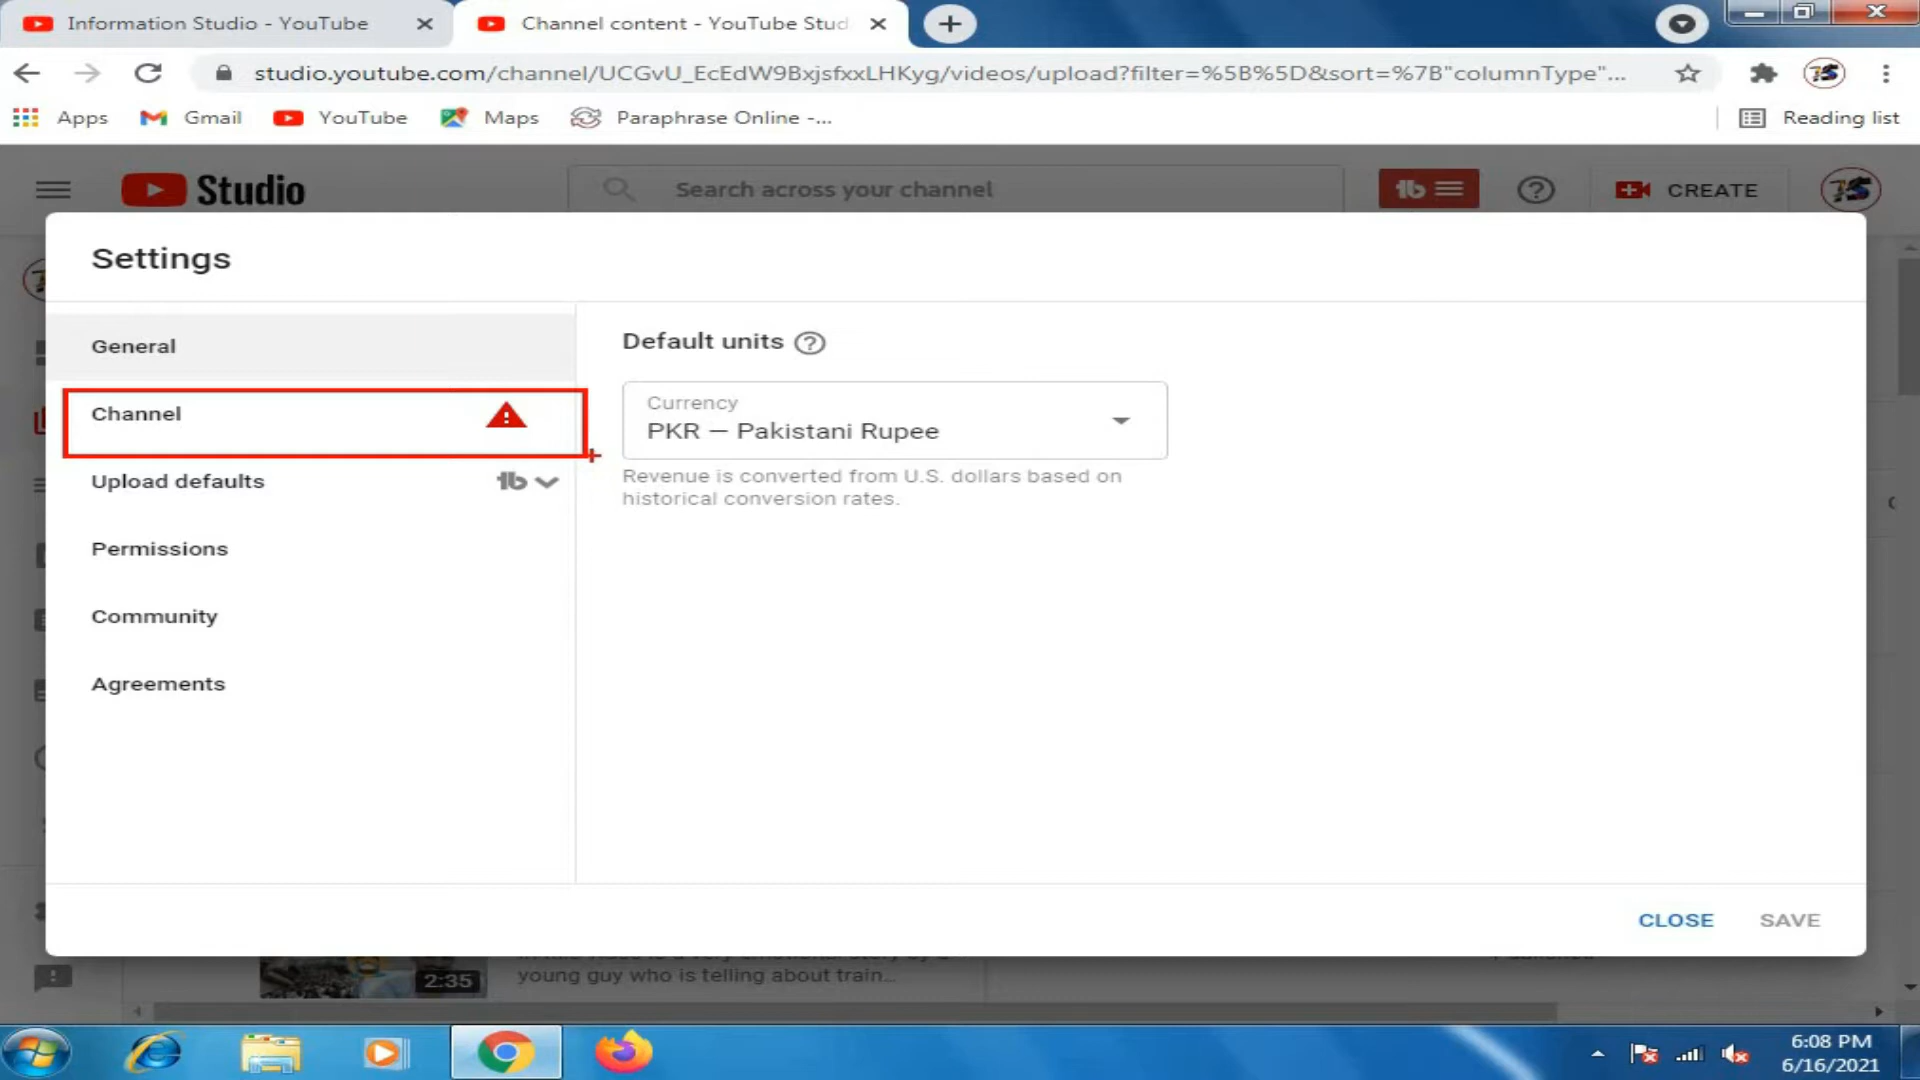 Information Studio - YouTube
Channel content - YouTube Stud
studio.youtube.com/channel/UCGvU_EcEdW9BxjsfxxLHKyg/videos/upload?filter=%5B%5D&sort=%7B"columnType"...
Apps
Gmail
YouTube
Maps
Paraphrase Online -...
Reading list
Studio
Search across your channel
CREATE
Settings
General
Channel
Upload defaults
Permissions
Community
Agreements
Default units
Currency
PKR — Pakistani Rupee
Revenue is converted from U.S. dollars based on
historical conversion rates.
CLOSE
SAVE
2:35
young guy who is telling about train...
6:08 PM
6/16/2021